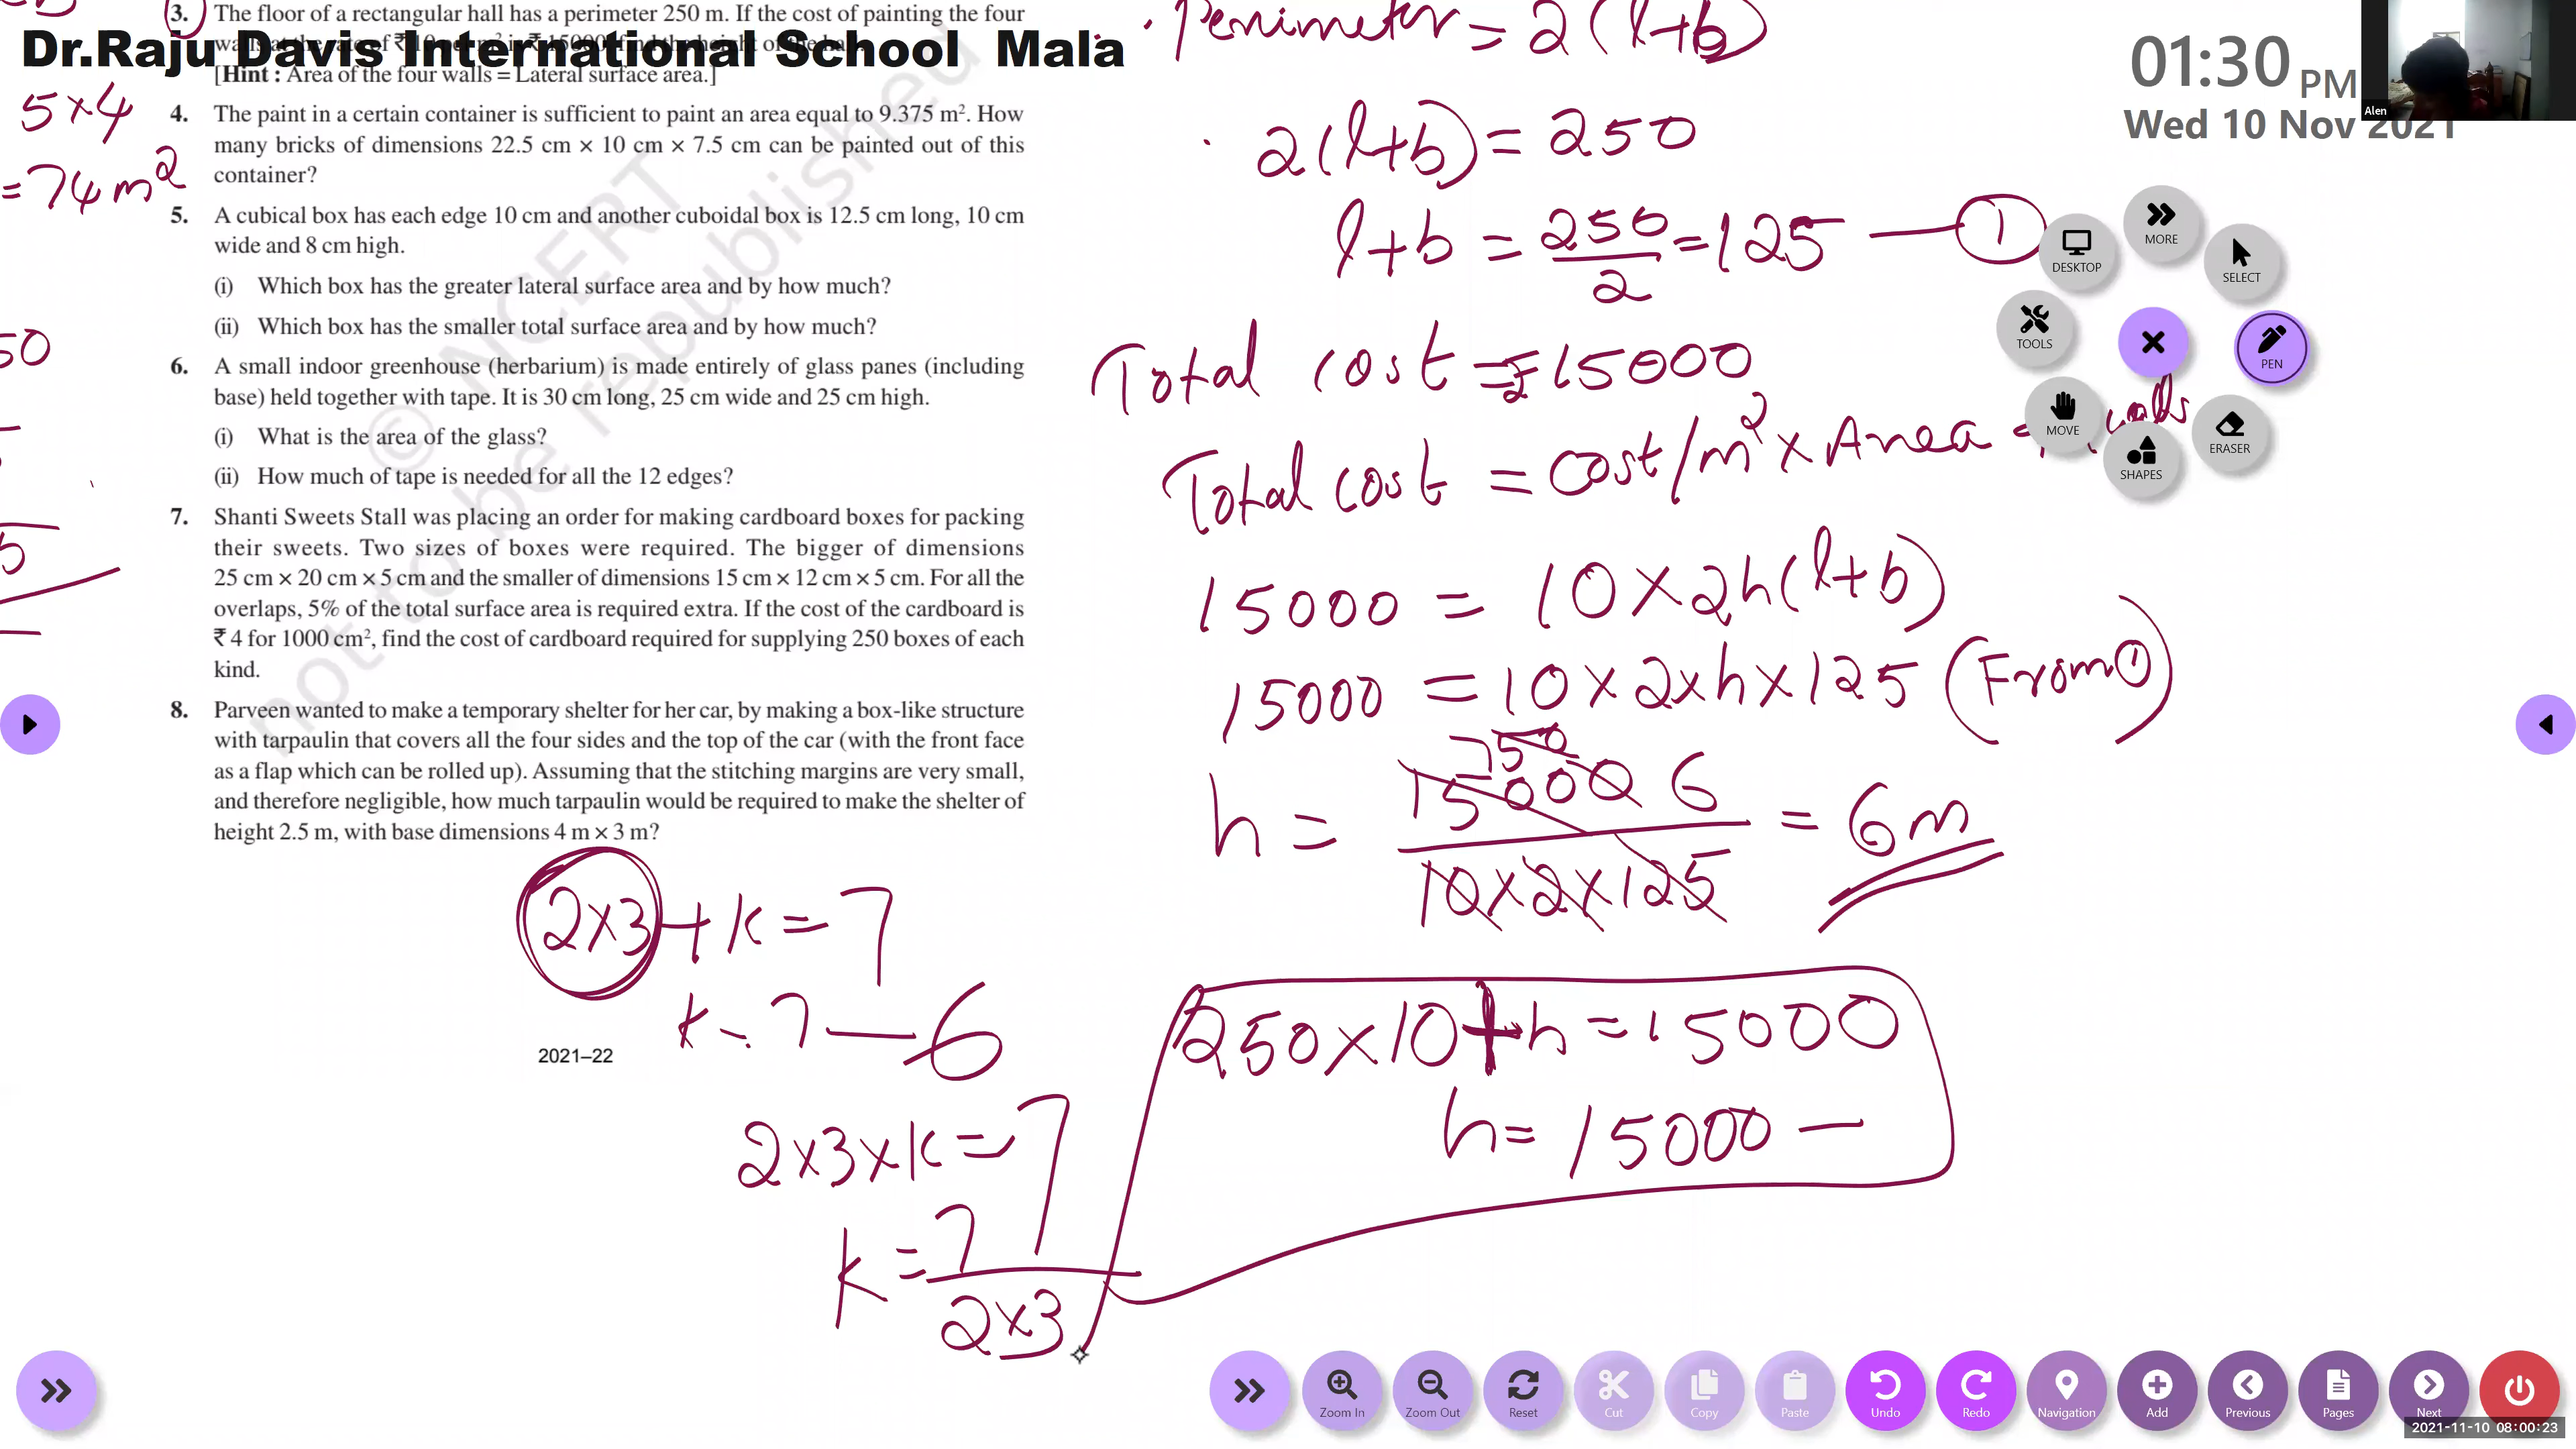 3. The floor of a rectangular hall has a perimeter 250 m. If the cost of painting the four
Dr.Raju Davis International School Mala
[Hint : Area of the four walls = Lateral surface area.]
4. The paint in a certain container is sufficient to paint an area equal to 9.375 m². How
many bricks of dimensions 22.5 cm × 10 cm × 7.5 cm can be painted out of this
container?
5. A cubical box has each edge 10 cm and another cuboidal box is 12.5 cm long, 10 cm
wide and 8 cm high.
(i) Which box has the greater lateral surface area and by how much?
(ii) Which box has the smaller total surface area and by how much?
6. A small indoor greenhouse (herbarium) is made entirely of glass panes (including
base) held together with tape. It is 30 cm long, 25 cm wide and 25 cm high.
(i) What is the area of the glass?
(ii) How much of tape is needed for all the 12 edges?
7. Shanti Sweets Stall was placing an order for making cardboard boxes for packing
their sweets. Two sizes of boxes were required. The bigger of dimensions
25 cm × 20 cm × 5 cm and the smaller of dimensions 15 cm × 12 cm × 5 cm. For all the
overlaps, 5% of the total surface area is required extra. If the cost of the cardboard is
₹ 4 for 1000 cm², find the cost of cardboard required for supplying 250 boxes of each
kind.
8. Parveen wanted to make a temporary shelter for her car, by making a box-like structure
with tarpaulin that covers all the four sides and the top of the car (with the front face
as a flap which can be rolled up). Assuming that the stitching margins are very small,
and therefore negligible, how much tarpaulin would be required to make the shelter of
height 2.5 m, with base dimensions 4 m × 3 m?
2021–22
© NCERT
not to be republished
5×4
=74m²
50
5
2×3+k=7
k=7—6
2×3×k=7
k=7
2×3
Perimeter=2(l+b)
2(l+b)=250
l+b=250/2=125—①
Total cost=₹15000
Total cost=cost/m²×Area walls
15000=10×2h(l+b)
15000=10×2×h×125 (From①)
750
h=15000 6
10×2×125
=6m
250×10+h=15000
h=15000—
01:30 PM
Wed 10 Nov 2021
Alen
MORE
DESKTOP
SELECT
TOOLS
PEN
MOVE
ERASER
SHAPES
Zoom In
Zoom Out
Reset
Cut
Copy
Paste
Undo
Redo
Navigation
Add
Previous
Pages
Next
2021-11-10 08:00:23